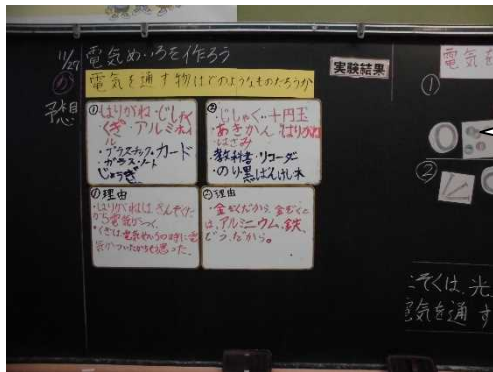 11/27 電気めいろを作ろう
か 電気を通す物はどのようなものだろうか
予想
① はりがね・じしゃく
くぎ・アルミホイル
・プラスチック・カード
・ガラス・ノート
じょうぎ
②・じしゃく・十円玉
あきかん はりがね
はさみ
・教科書・リコーダー
・のり・黒ばんけし・木
①理由
・はりがねは、きんぞくだから電気がつく。
②理由
・金ぞくだから、金ぞくとは、アルミニウム、鉄、どう、だから。
実験結果
①
電気を
②
電気を通す